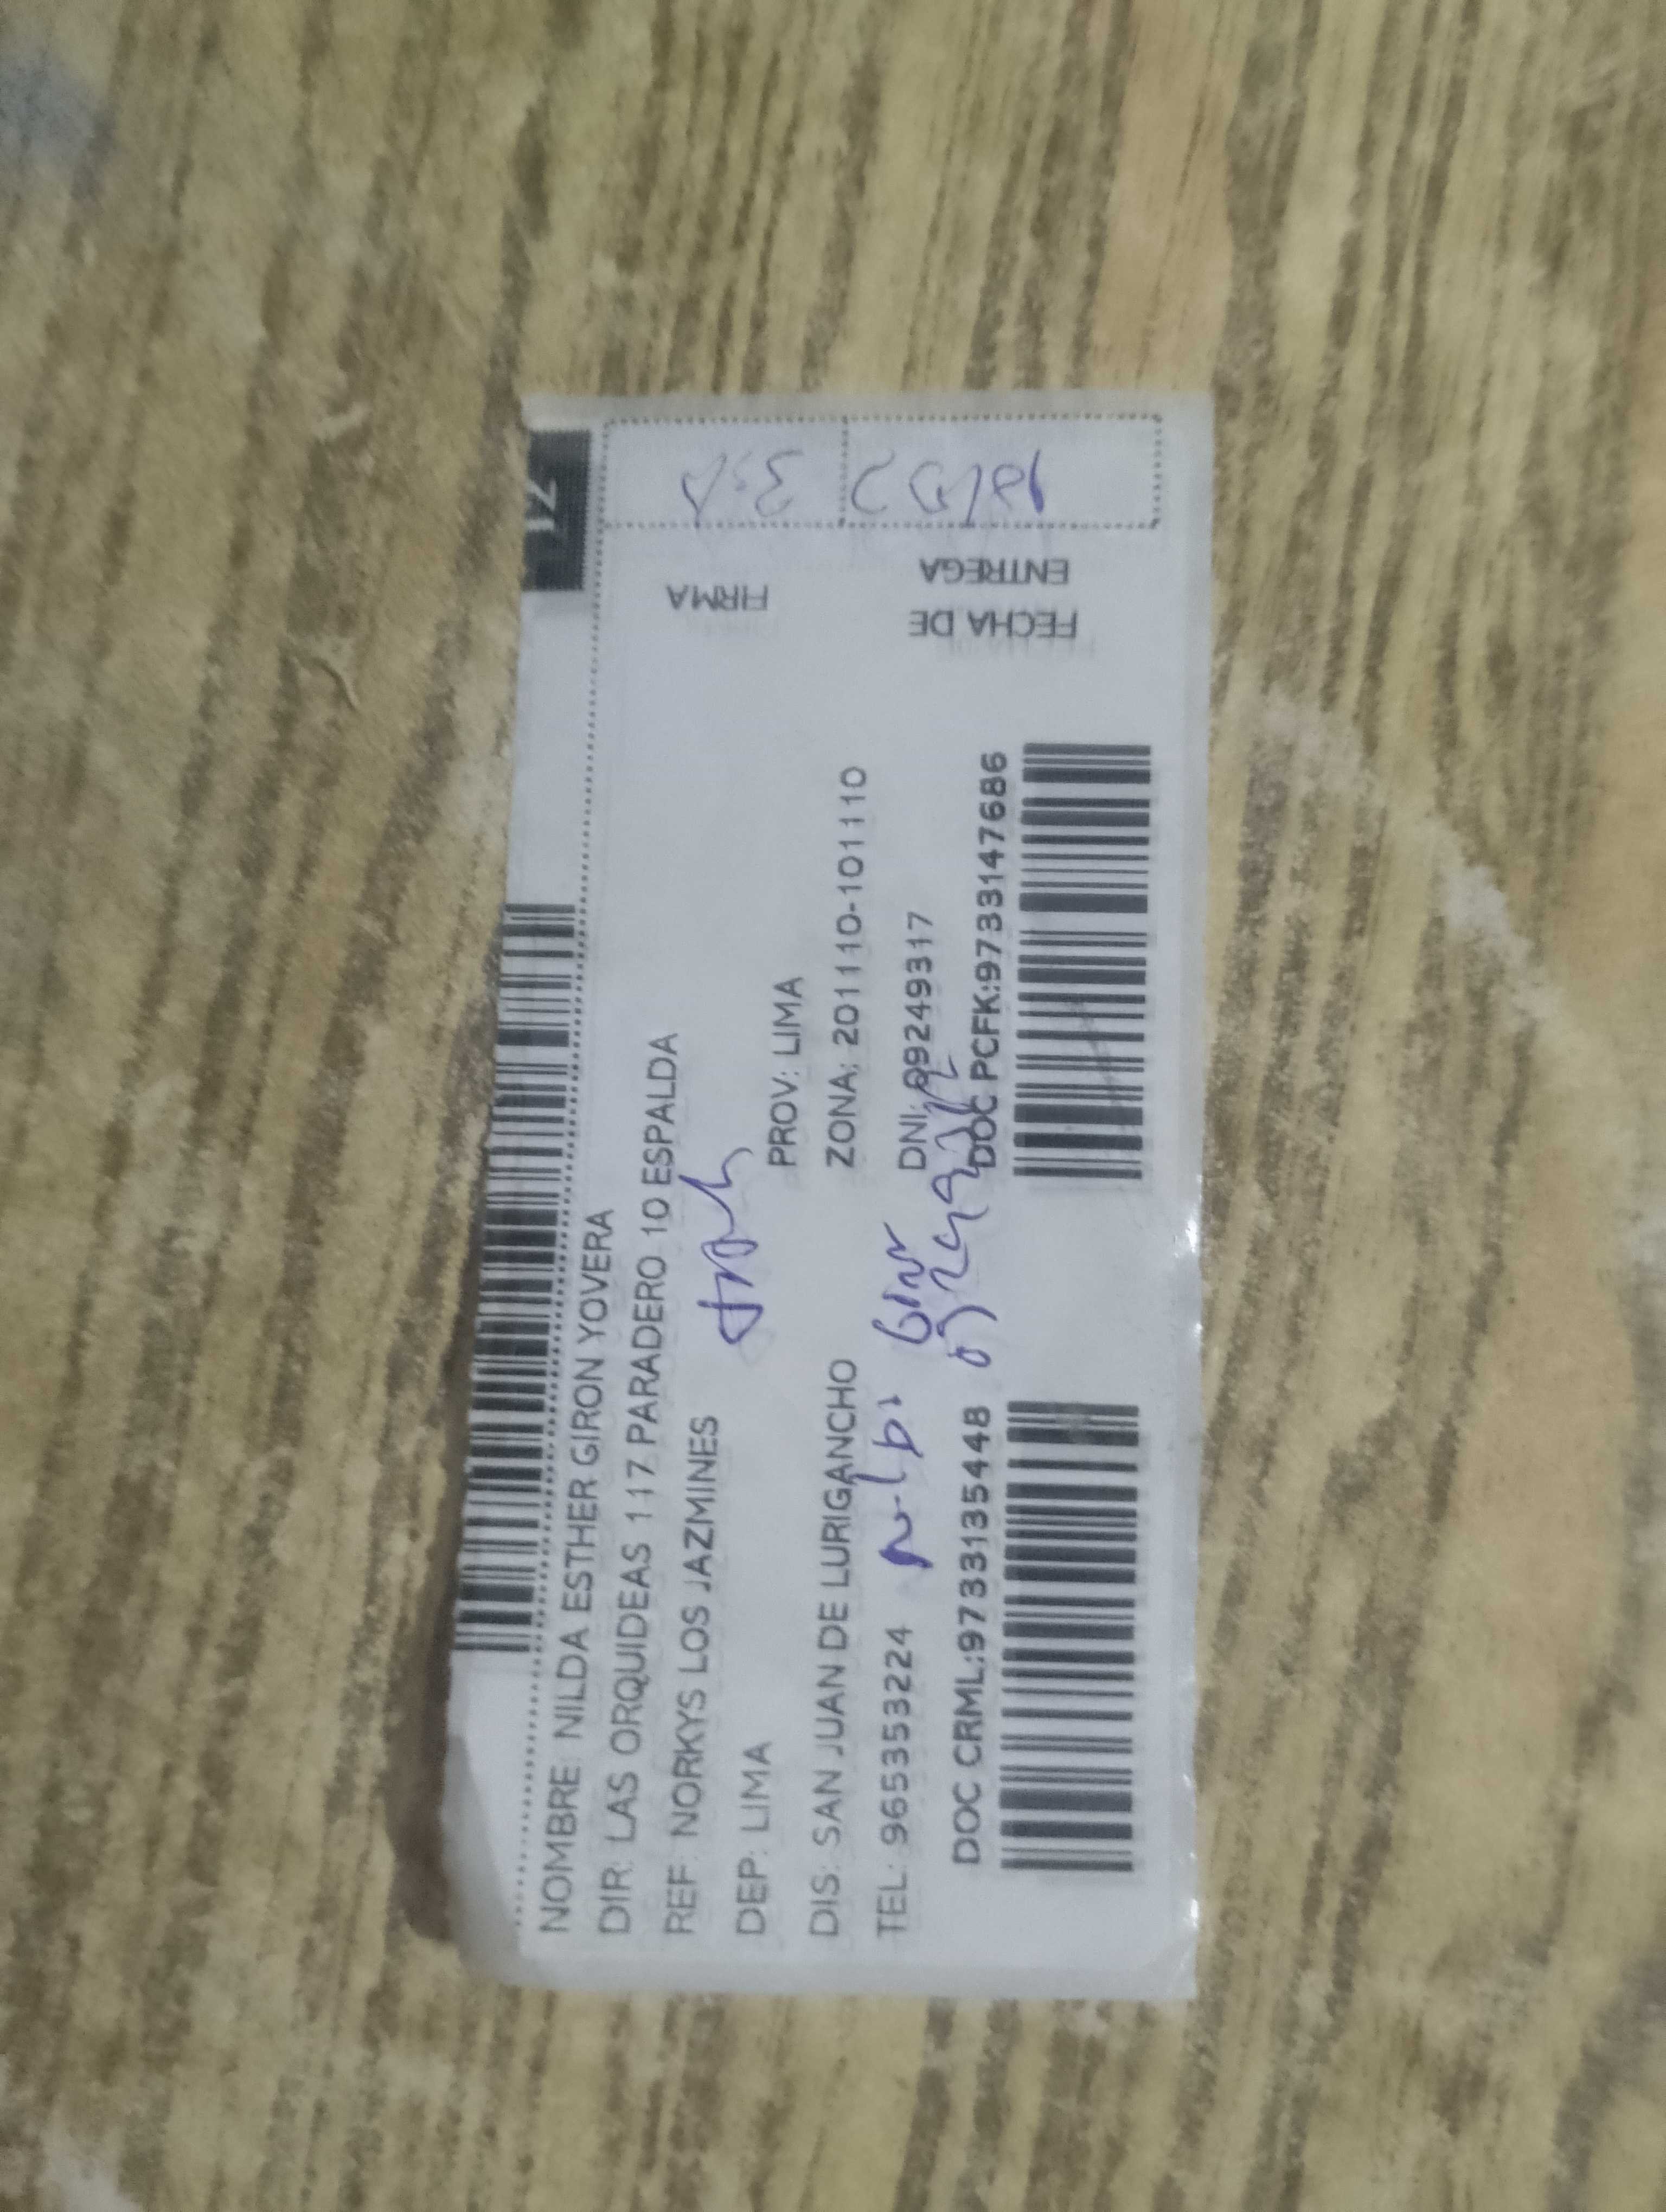 NOMBRE: NILDA ESTHER GIRON YOVERA
DIR: LAS ORQUIDEAS 117 PARADERO 10 ESPALDA
REF: NORKYS LOS JAZMINES
DEP: LIMA PROV: LIMA
DIS: SAN JUAN DE LURIGANCHO ZONA: 201110-101110
TEL: 965353224 DNI: 09249317
DOC CRML:973313135448 DOC PCFK:9733147686
FIRMA
FECHA DE
ENTREGA